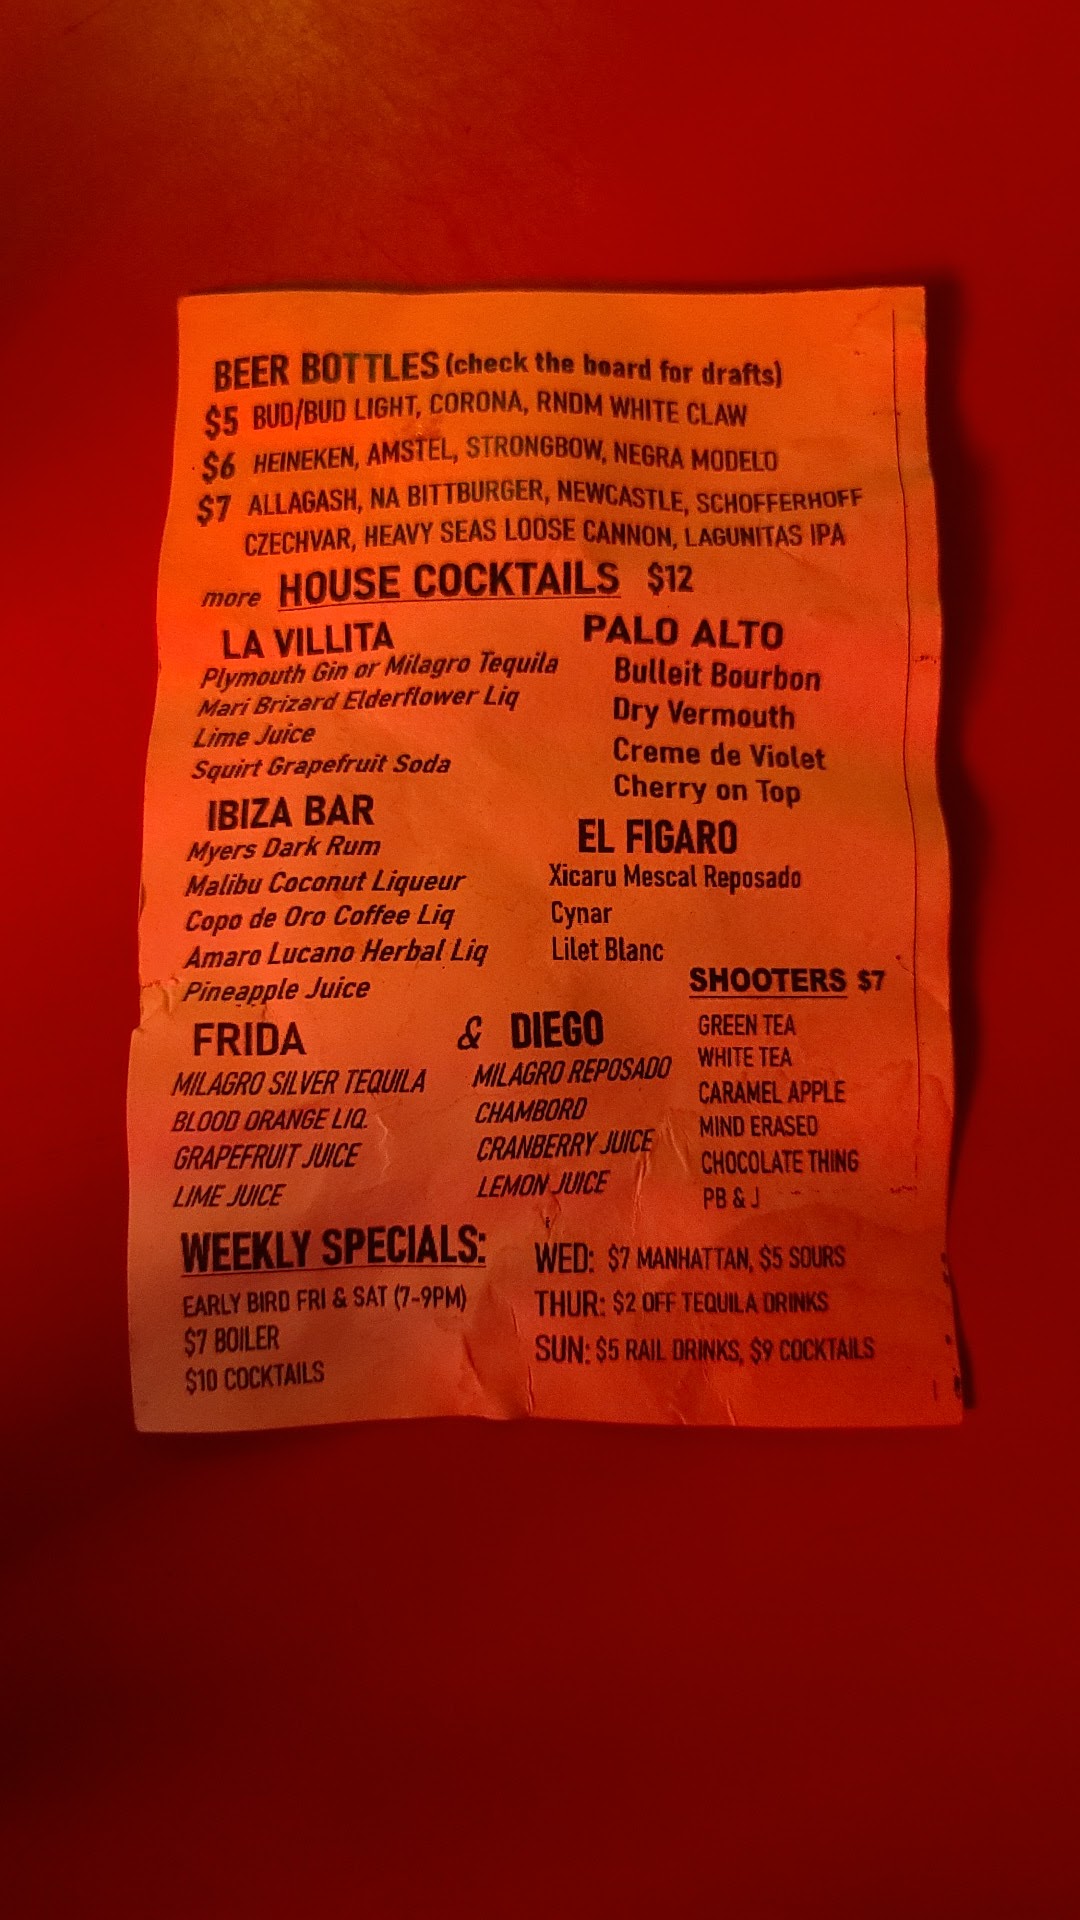 BEER BOTTLES (check the board for drafts)
$5 BUD/BUD LIGHT, CORONA, RNDM WHITE CLAW
$6 HEINEKEN, AMSTEL, STRONGBOW, NEGRA MODELO
$7 ALLAGASH, NA BITTBURGER, NEWCASTLE, SCHOFFERHOFF
CZECHVAR, HEAVY SEAS LOOSE CANNON, LAGUNITAS IPA
more HOUSE COCKTAILS $12
LA VILLITA
Plymouth Gin or Milagro Tequila
Mari Brizard Elderflower Liq
Lime Juice
Squirt Grapefruit Soda
PALO ALTO
Bulleit Bourbon
Dry Vermouth
Creme de Violet
Cherry on Top
IBIZA BAR
Myers Dark Rum
Malibu Coconut Liqueur
Copo de Oro Coffee Liq
Amaro Lucano Herbal Liq
Pineapple Juice
EL FIGARO
Xicaru Mescal Reposado
Cynar
Lilet Blanc
FRIDA & DIEGO
MILAGRO SILVER TEQUILA
BLOOD ORANGE LIQ.
GRAPEFRUIT JUICE
LIME JUICE
MILAGRO REPOSADO
CHAMBORD
CRANBERRY JUICE
LEMON JUICE
SHOOTERS $7
GREEN TEA
WHITE TEA
CARAMEL APPLE
MIND ERASED
CHOCOLATE THING
PB & J
WEEKLY SPECIALS:
EARLY BIRD FRI & SAT (7-9PM)
$7 BOILER
$10 COCKTAILS
WED: $7 MANHATTAN, $5 SOURS
THUR: $2 OFF TEQUILA DRINKS
SUN: $5 RAIL DRINKS, $9 COCKTAILS